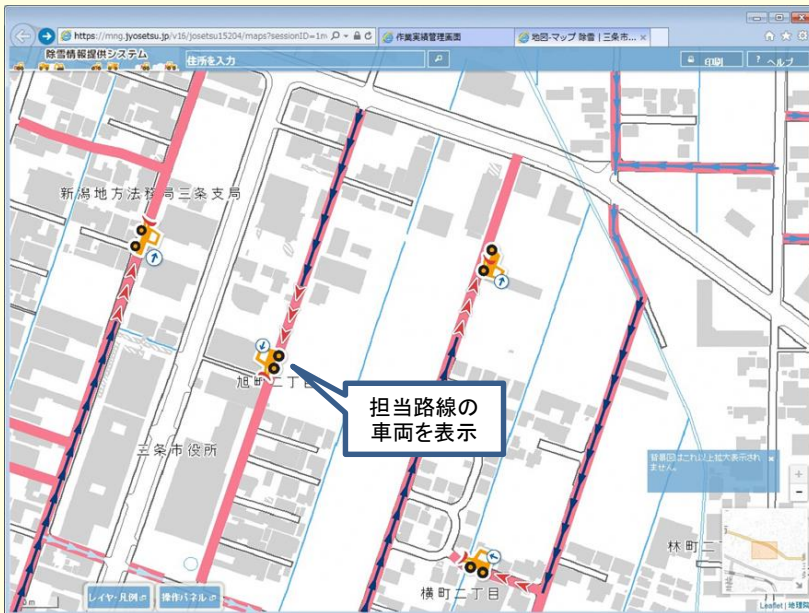 https://mng.jyosetsu.jp/v16/josetsu15204/maps?sessionID=1m
作業実績管理画面
地図-マップ 除雪 | 三条市...
除雪情報提供システム
住所を入力
印刷
? ヘルプ
新潟地方法務局三条支局
旭町二丁目
担当路線の
車両を表示
三条市役所
背景図はこれ以上拡大表示され
ません。
+
-
林町二
横町二丁目
レイヤ・凡例
操作パネル
Leaflet | 地理院